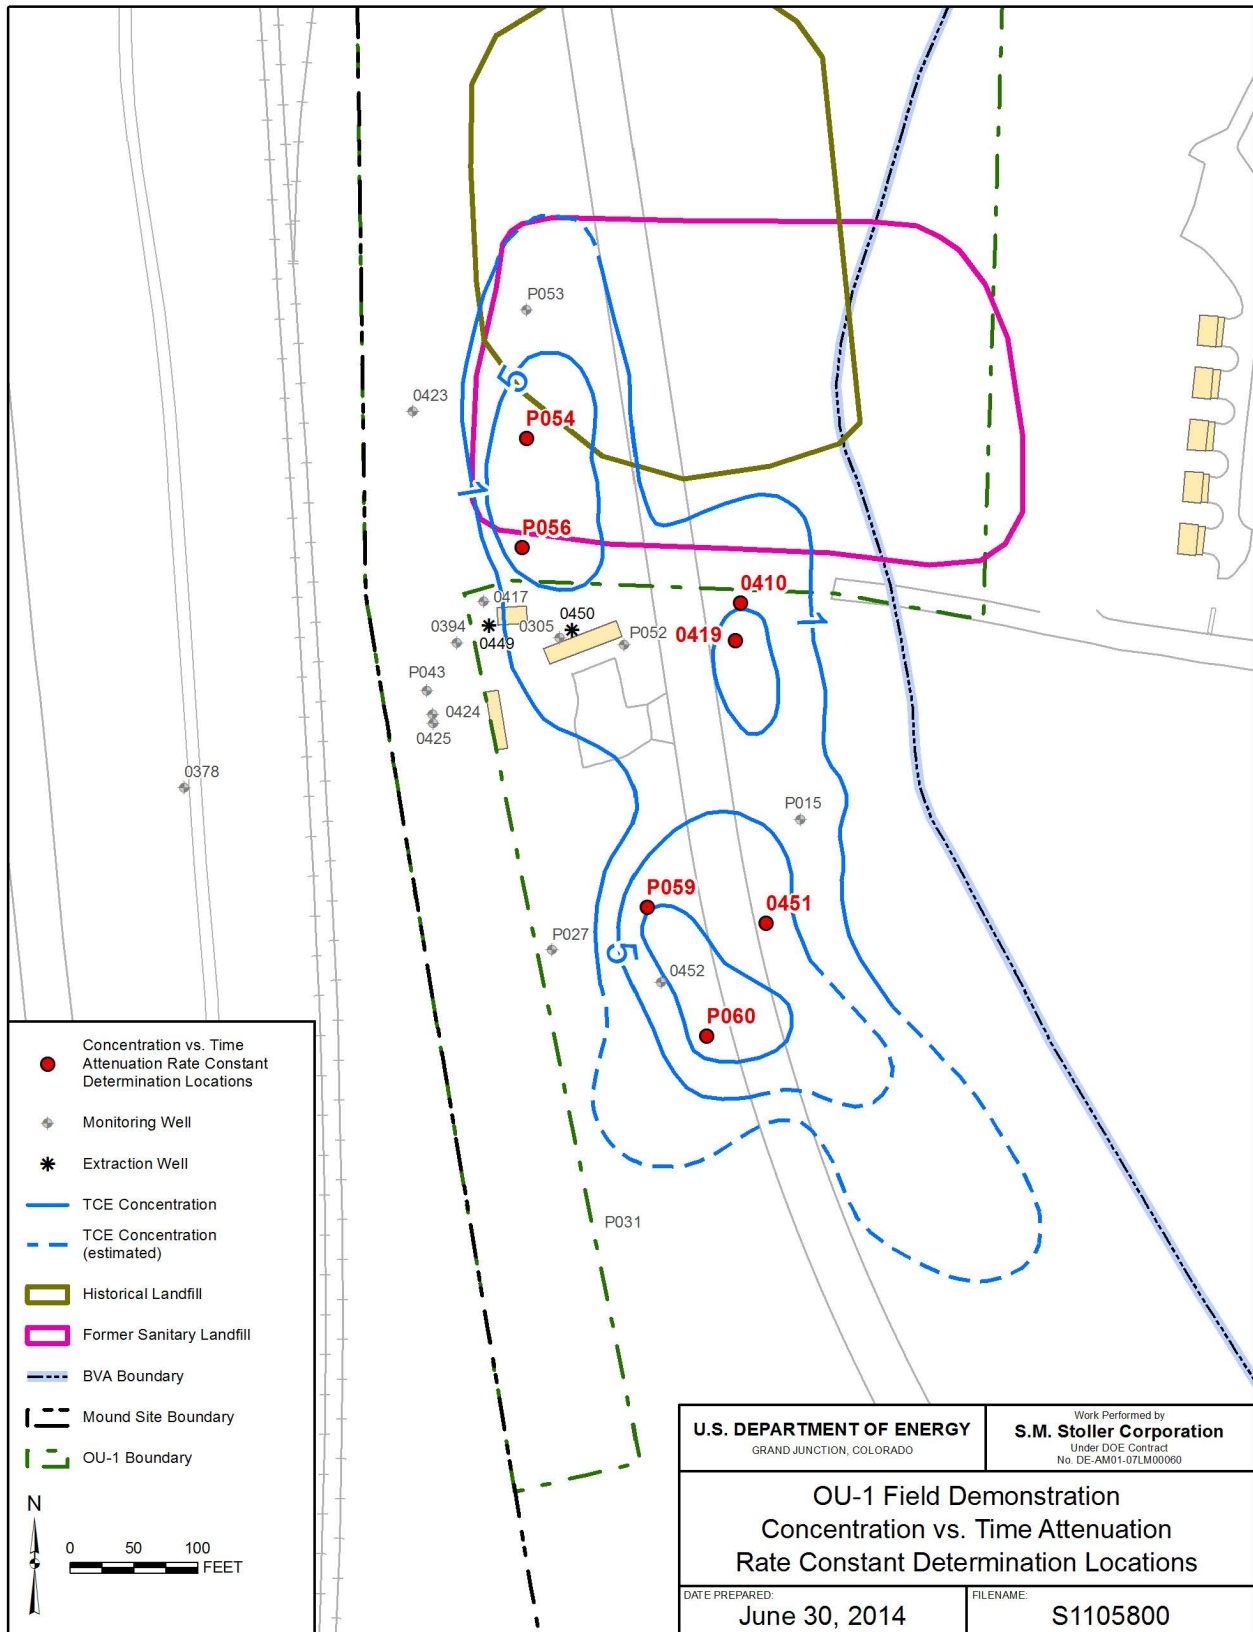 P053
0423
5
P054
1
P056
0410
0417
0450
0394
0305
0449
P052
0419
1
P043
0424
0425
0378
P015
P059
0451
P027
5
0452
P060
P031
Concentration vs. Time
Attenuation Rate Constant
Determination Locations
Monitoring Well
Extraction Well
TCE Concentration
TCE Concentration
(estimated)
Historical Landfill
Former Sanitary Landfill
BVA Boundary
Mound Site Boundary
OU-1 Boundary
N
0 50 100
FEET
U.S. DEPARTMENT OF ENERGY
GRAND JUNCTION, COLORADO
Work Performed by
S.M. Stoller Corporation
Under DOE Contract
No. DE-AM01-07LM00060
OU-1 Field Demonstration
Concentration vs. Time Attenuation
Rate Constant Determination Locations
DATE PREPARED:
June 30, 2014
FILENAME:
S1105800